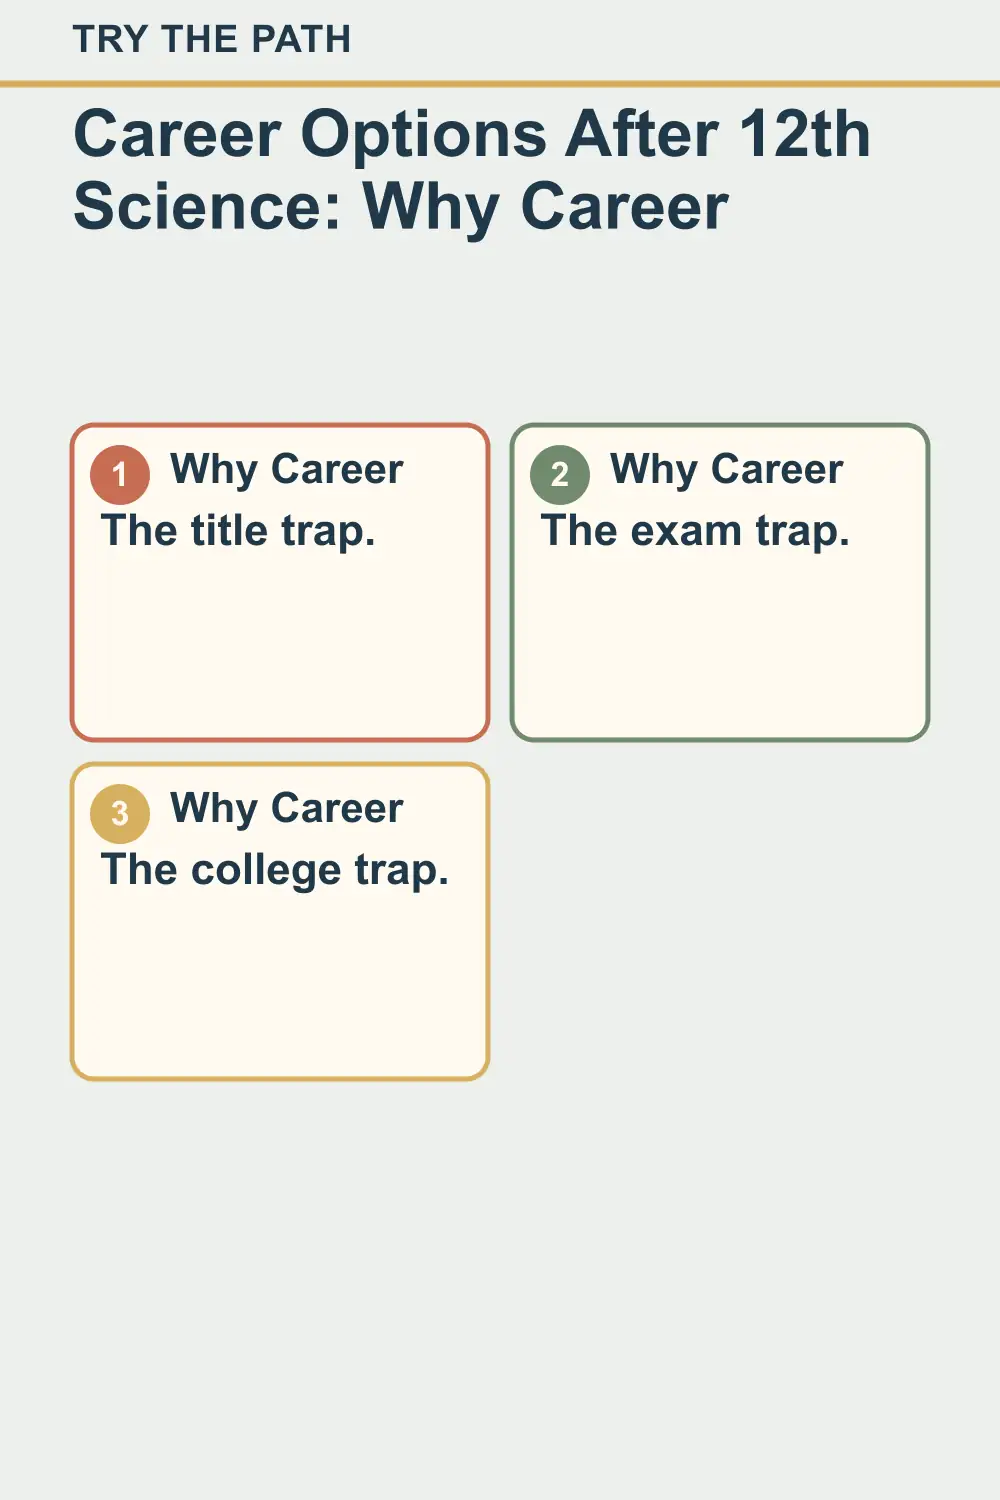 TRY THE PATH
Career Options After 12th
Science: Why Career
1 Why Career
The title trap.
2 Why Career
The exam trap.
3 Why Career
The college trap.